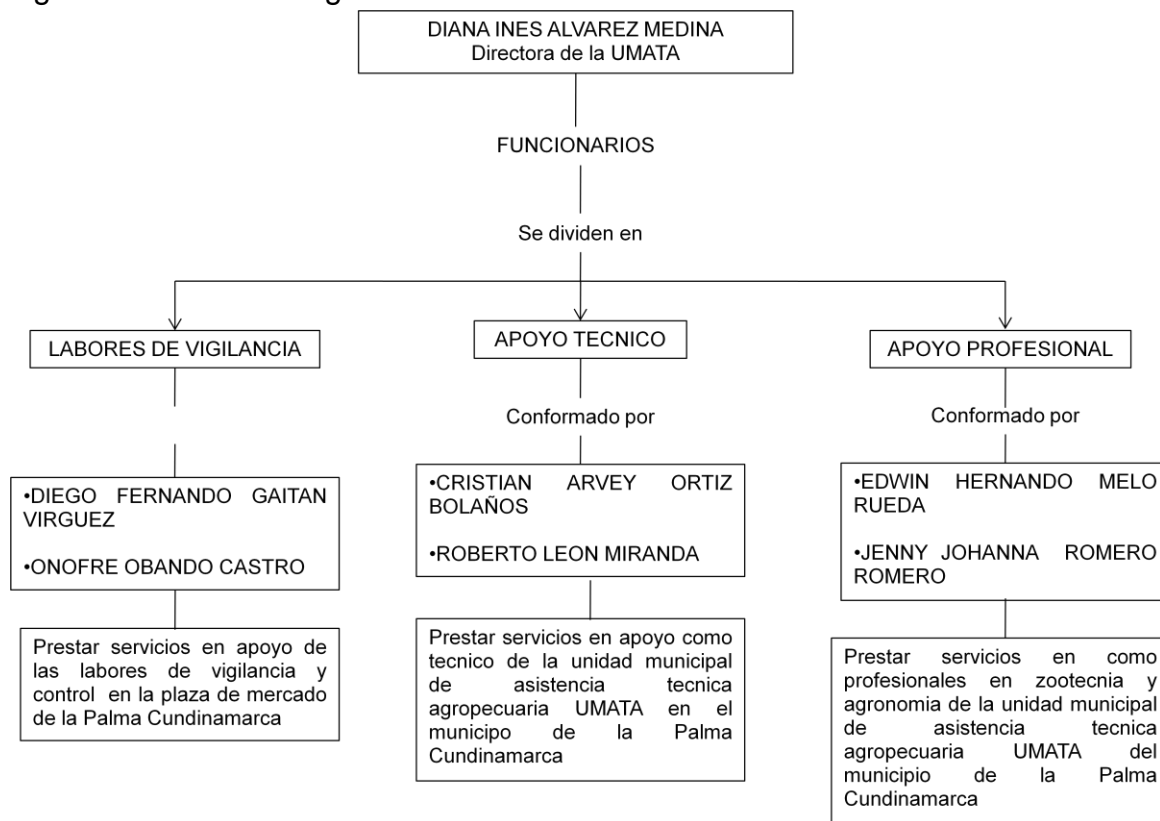 DIANA INES ALVAREZ MEDINA
Directora de la UMATA
FUNCIONARIOS
Se dividen en
LABORES DE VIGILANCIA
•DIEGO FERNANDO GAITAN
VIRGUEZ
•ONOFRE OBANDO CASTRO
Prestar servicios en apoyo de
las labores de vigilancia y
control en la plaza de mercado
de la Palma Cundinamarca
APOYO TECNICO
Conformado por
•CRISTIAN ARVEY ORTIZ
BOLAÑOS
•ROBERTO LEON MIRANDA
Prestar servicios en apoyo como
tecnico de la unidad municipal
de asistencia tecnica
agropecuaria UMATA en el
municipo de la Palma
Cundinamarca
APOYO PROFESIONAL
Conformado por
•EDWIN HERNANDO MELO
RUEDA
•JENNY JOHANNA ROMERO
ROMERO
Prestar servicios en como
profesionales en zootecnia y
agronomia de la unidad municipal
de asistencia tecnica
agropecuaria UMATA del
municipio de la Palma
Cundinamarca